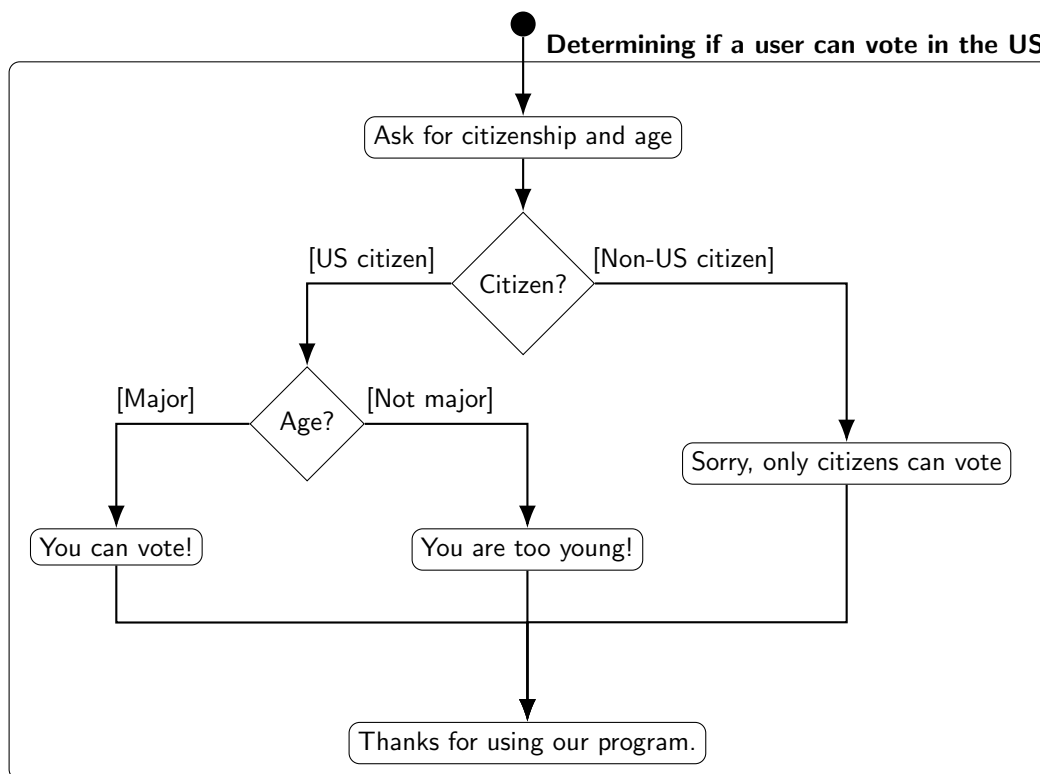 Determining if a user can vote in the US
Ask for citizenship and age
[US citizen]
Citizen?
[Non-US citizen]
[Major]
Age?
[Not major]
Sorry, only citizens can vote
You can vote!
You are too young!
Thanks for using our program.